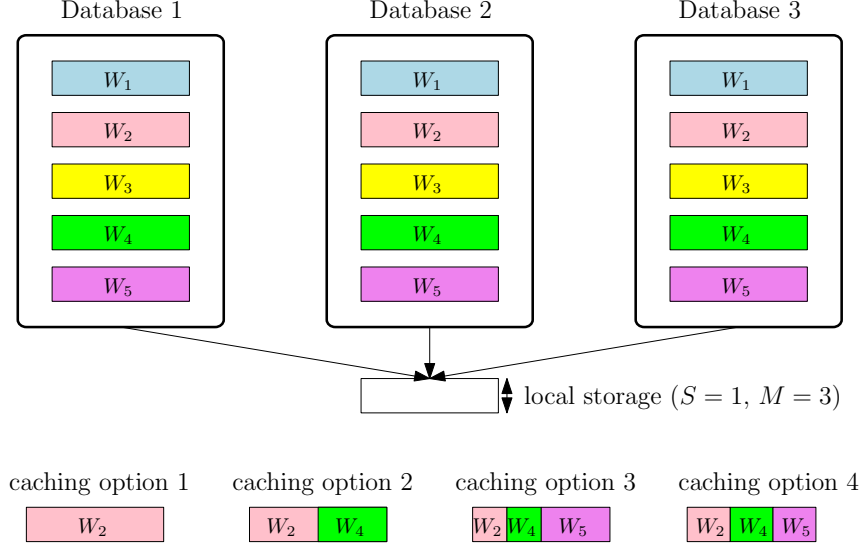 Database 1 Database 2 Database 3
W₁ W₁ W₁
W₂ W₂ W₂
W₃ W₃ W₃
W₄ W₄ W₄
W₅ W₅ W₅
local storage (S = 1, M = 3)
caching option 1 caching option 2 caching option 3 caching option 4
W₂ W₂ W₄ W₂ W₄ W₅ W₂ W₄ W₅